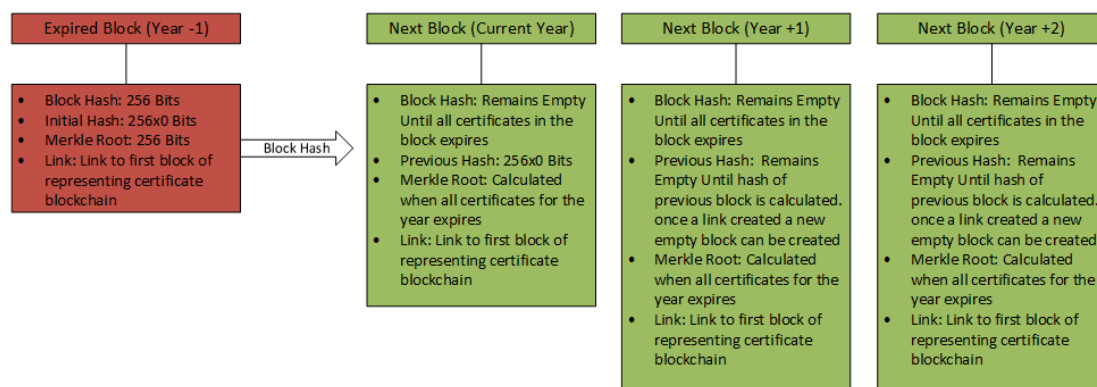 Expired Block (Year -1)
• Block Hash: 256 Bits
• Initial Hash: 256x0 Bits
• Merkle Root: 256 Bits
• Link: Link to first block of
representing certificate
blockchain
Block Hash
Next Block (Current Year)
• Block Hash: Remains Empty
Until all certificates in the
block expires
• Previous Hash: 256x0 Bits
• Merkle Root: Calculated
when all certificates for the
year expires
• Link: Link to first block of
representing certificate
blockchain
Next Block (Year +1)
• Block Hash: Remains Empty
Until all certificates in the
block expires
• Previous Hash: Remains
Empty Until hash of
previous block is calculated.
once a link created a new
empty block can be created
• Merkle Root: Calculated
when all certificates for the
year expires
• Link: Link to first block of
representing certificate
blockchain
Next Block (Year +2)
• Block Hash: Remains Empty
Until all certificates in the
block expires
• Previous Hash: Remains
Empty Until hash of
previous block is calculated.
once a link created a new
empty block can be created
• Merkle Root: Calculated
when all certificates for the
year expires
• Link: Link to first block of
representing certificate
blockchain